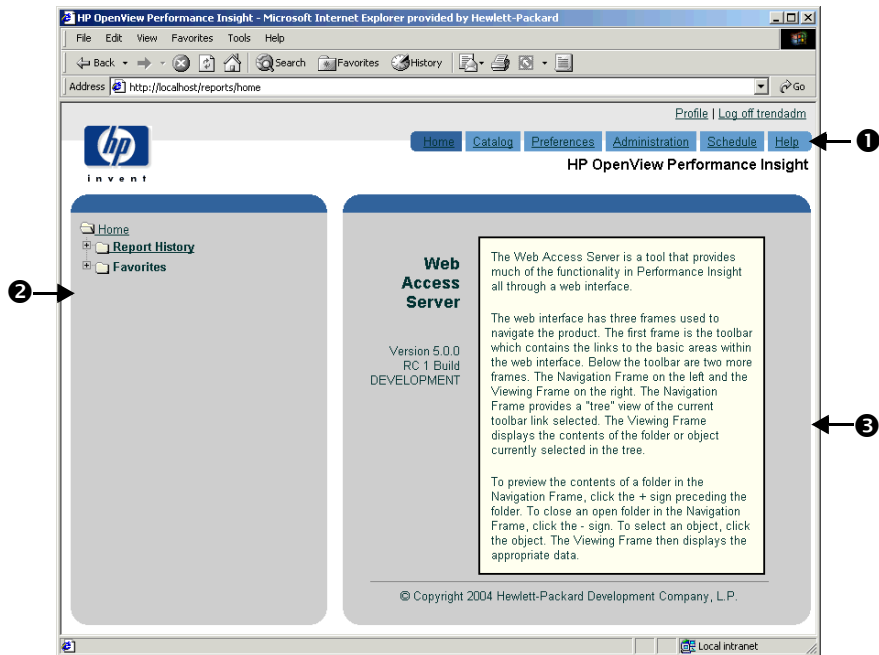 HP OpenView Performance Insight - Microsoft Internet Explorer provided by Hewlett-Packard
File Edit View Favorites Tools Help
Back Search Favorites History
Address http://localhost/reports/home Go
Profile | Log off trendadm
Home Catalog Preferences Administration Schedule Help
❶
hp
invent
HP OpenView Performance Insight
Home
Report History
Favorites
❷
Web
Access
Server
Version 5.0.0
RC 1 Build
DEVELOPMENT
The Web Access Server is a tool that provides
much of the functionality in Performance Insight
all through a web interface.
The web interface has three frames used to
navigate the product. The first frame is the toolbar
which contains the links to the basic areas within
the web interface. Below the toolbar are two more
frames. The Navigation Frame on the left and the
Viewing Frame on the right. The Navigation
Frame provides a "tree" view of the current
toolbar link selected. The Viewing Frame
displays the contents of the folder or object
currently selected in the tree.
❸
To preview the contents of a folder in the
Navigation Frame, click the + sign preceding the
folder. To close an open folder in the Navigation
Frame, click the - sign. To select an object, click
the object. The Viewing Frame then displays the
appropriate data.
© Copyright 2004 Hewlett-Packard Development Company, L.P.
Local intranet